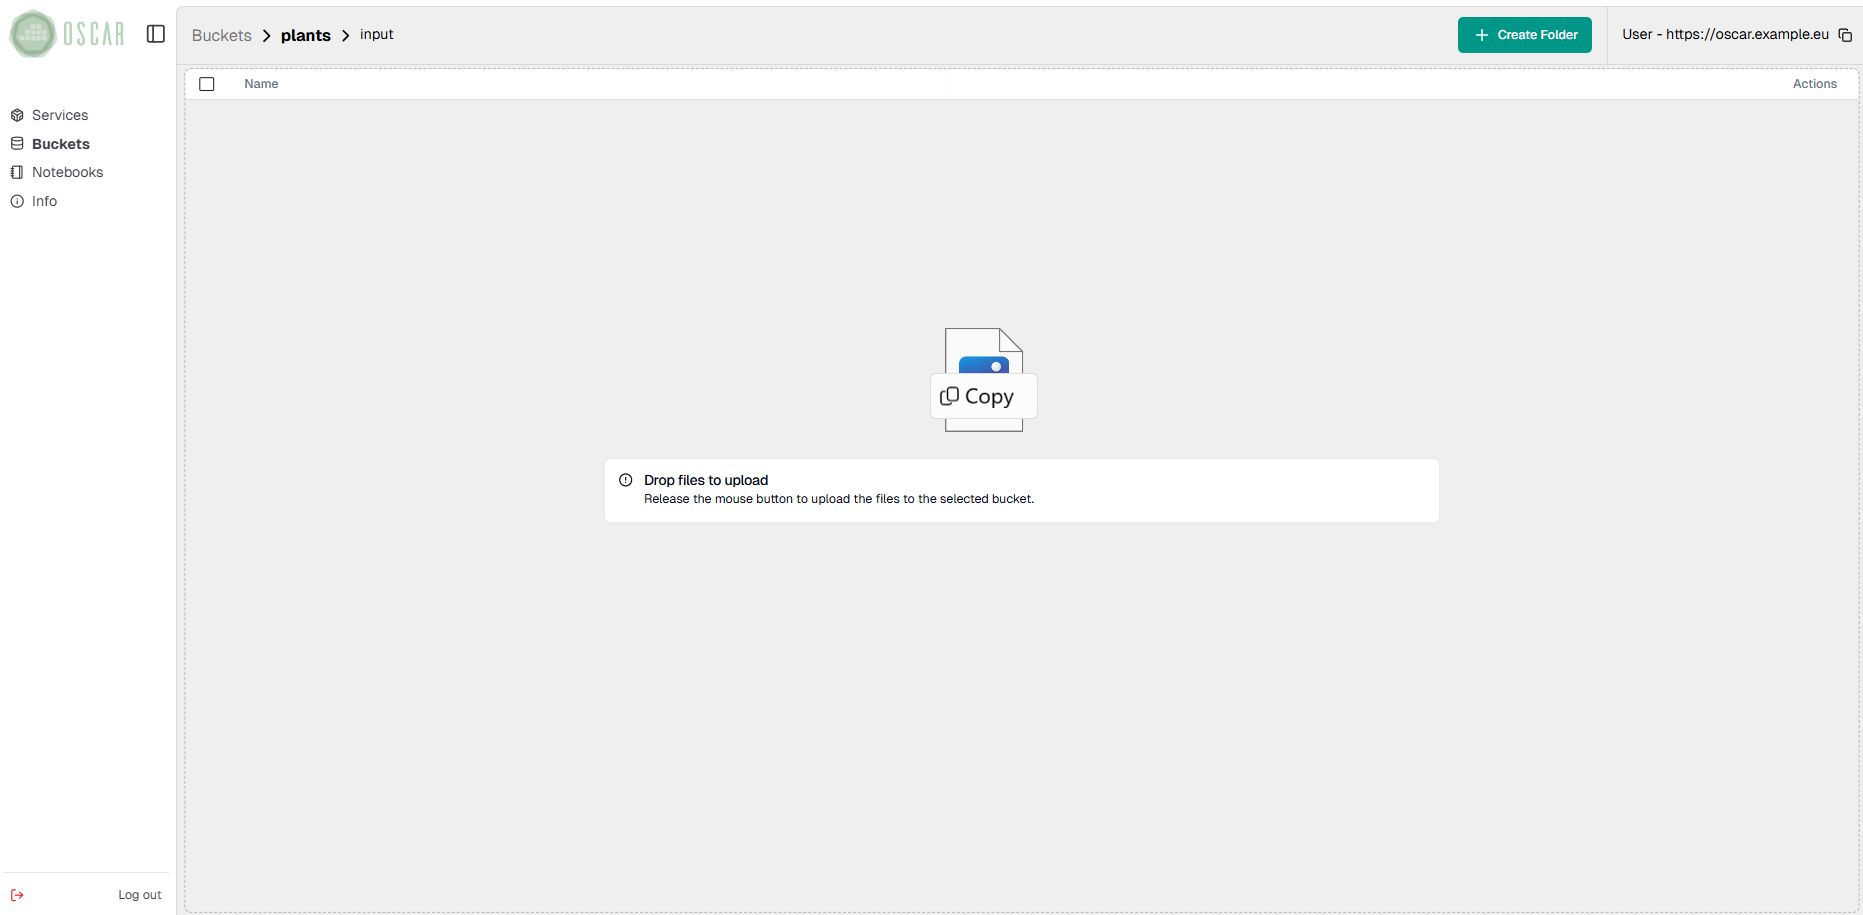 OSCAR
Buckets > plants > input
Create Folder
User - https://oscar.example.eu
Name
Actions
Services
Buckets
Notebooks
Info
Copy
Drop files to upload
Release the mouse button to upload the files to the selected bucket.
Log out